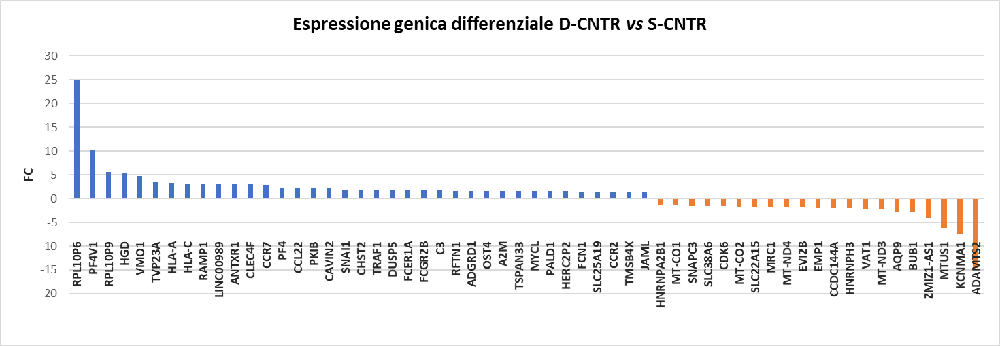 Espressione genica differenziale D-CNTR vs S-CNTR
30
25
20
15
10
5
0
-5
-10
-15
-20
FC
RPL10P6
PF4V1
RPL10P9
HGD
VMO1
TVP23A
HLA-A
HLA-C
RAMP1
LINC00989
ANTXR1
CLEC4F
CCR7
PF4
CCL22
PKIB
CAVIN2
SNAI1
CHST2
TRAF1
DUSP5
FCER1A
FCGR2B
C3
RFTN1
ADGRD1
OST4
A2M
TSPAN33
MYCL
PALD1
HERC2P2
FCN1
SLC25A19
CCR2
TMSB4X
JAML
HNRNPA2B1
MT-CO1
SNAPC3
SLC38A6
CDK6
MT-CO2
SLC22A15
MRC1
MT-ND4
EVI2B
EMP1
CCDC144A
HNRNPH3
VAT1
MT-ND3
AQP9
BUB1
ZMIZ1-AS1
MTUS1
KCNMA1
ADAMTS2